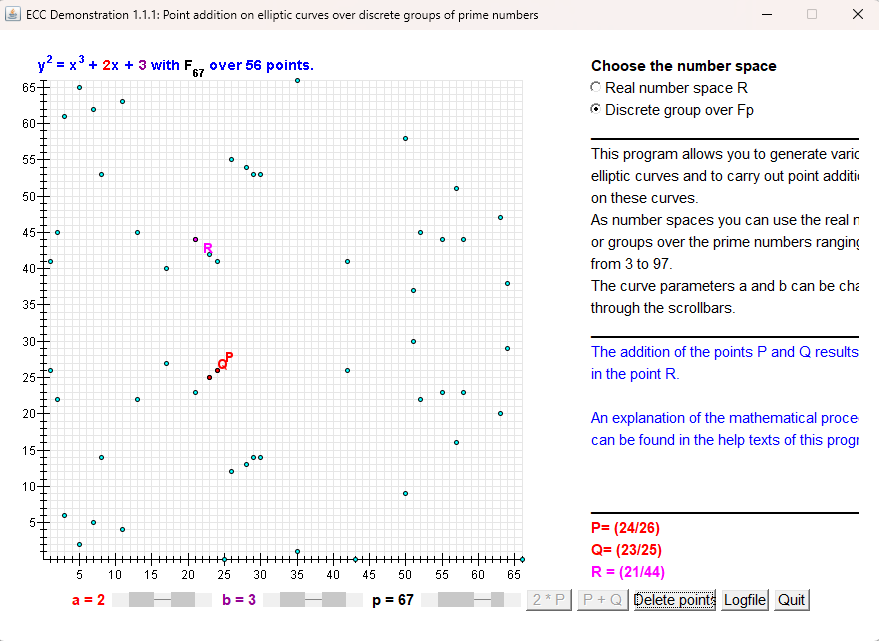 ECC Demonstration 1.1.1: Point addition on elliptic curves over discrete groups of prime numbers
y² = x³ + 2x + 3 with F₆₇ over 56 points.
65
60
55
50
45
40
35
30
25
20
15
10
5
R
P
Q
5 10 15 20 25 30 35 40 45 50 55 60 65
a = 2
b = 3
p = 67
Choose the number space
Real number space R
Discrete group over Fp
This program allows you to generate vario
elliptic curves and to carry out point additi
on these curves.
As number spaces you can use the real n
or groups over the prime numbers ranging
from 3 to 97.
The curve parameters a and b can be cha
through the scrollbars.
The addition of the points P and Q results
in the point R.
An explanation of the mathematical proce
can be found in the help texts of this progr
P= (24/26)
Q= (23/25)
R = (21/44)
2 * P
P + Q
Delete points
Logfile
Quit